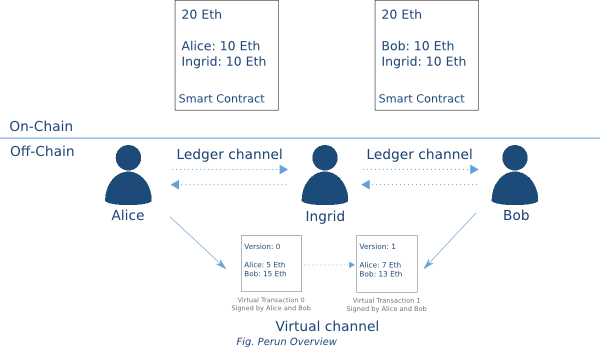 20 Eth
Alice: 10 Eth
Ingrid: 10 Eth
Smart Contract
20 Eth
Bob: 10 Eth
Ingrid: 10 Eth
Smart Contract
On-Chain
Off-Chain
Ledger channel
Ledger channel
Alice
Ingrid
Bob
Version: 0
Alice: 5 Eth
Bob: 15 Eth
Version: 1
Alice: 7 Eth
Bob: 13 Eth
Virtual Transaction 0
Signed by Alice and Bob
Virtual Transaction 1
Signed by Alice and Bob
Virtual channel
Fig. Perun Overview